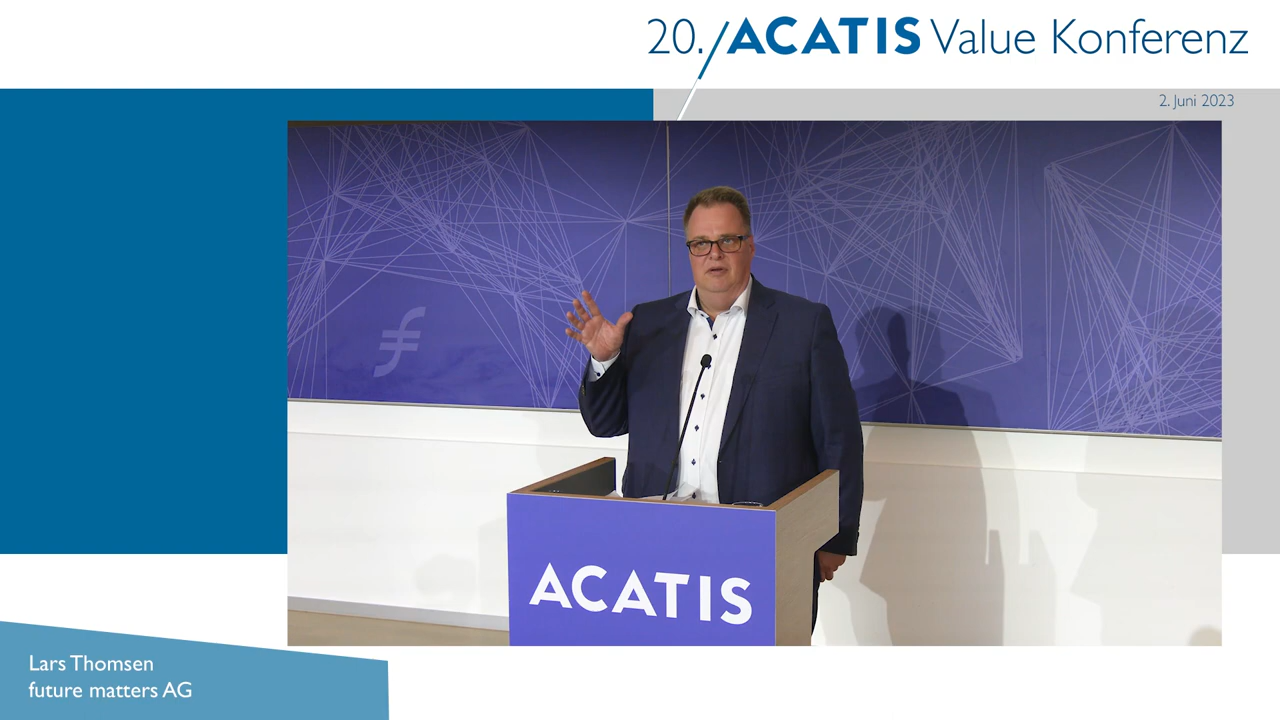 20. ACATIS Value Konferenz
2. Juni 2023
ACATIS
Lars Thomsen
future matters AG